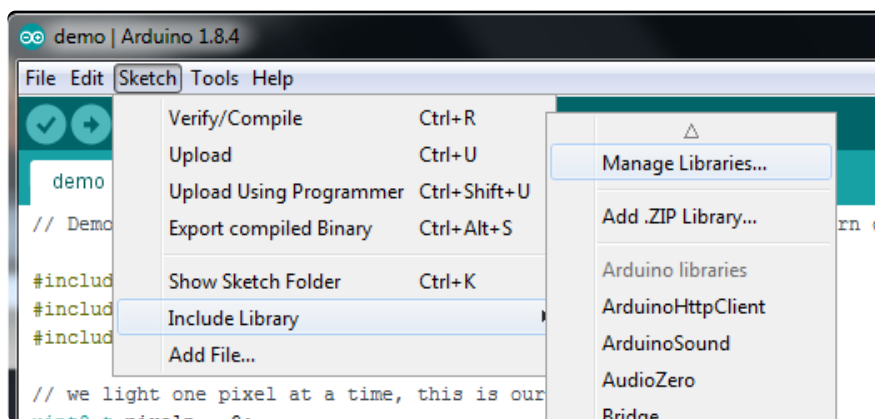 demo | Arduino 1.8.4
File Edit Sketch Tools Help
Verify/Compile Ctrl+R
Upload Ctrl+U
Upload Using Programmer Ctrl+Shift+U
Export compiled Binary Ctrl+Alt+S
Show Sketch Folder Ctrl+K
Include Library
Add File...
Manage Libraries...
Add .ZIP Library...
Arduino libraries
ArduinoHttpClient
ArduinoSound
AudioZero
Bridge
demo
// Demo
#includ
#includ
#includ
// we light one pixel at a time, this is our